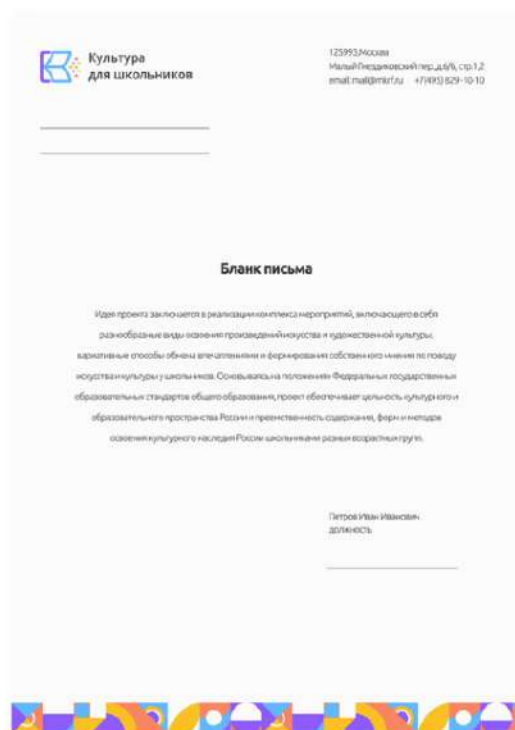 Культура
для школьников
125993,Москва
Малый Гнездиковский пер.,д.6/6, стр.1,2
email: mail@mkrf.ru +7(495) 629-10-10
Бланк письма
Идея проекта заключается в реализации комплекса мероприятий, включающего в себя
разнообразные виды освоения произведений искусства и художественной культуры,
вариативные способы обмена впечатлениями и формирования собственного мнения по поводу
искусства и культуры у школьников. Основываясь на положениях Федеральных государственных
образовательных стандартов общего образования, проект обеспечивает цельность культурного и
образовательного пространства России и преемственность содержания, форм и методов
освоения культурного наследия России школьниками разных возрастных групп.
Петров Иван Иванович
должность